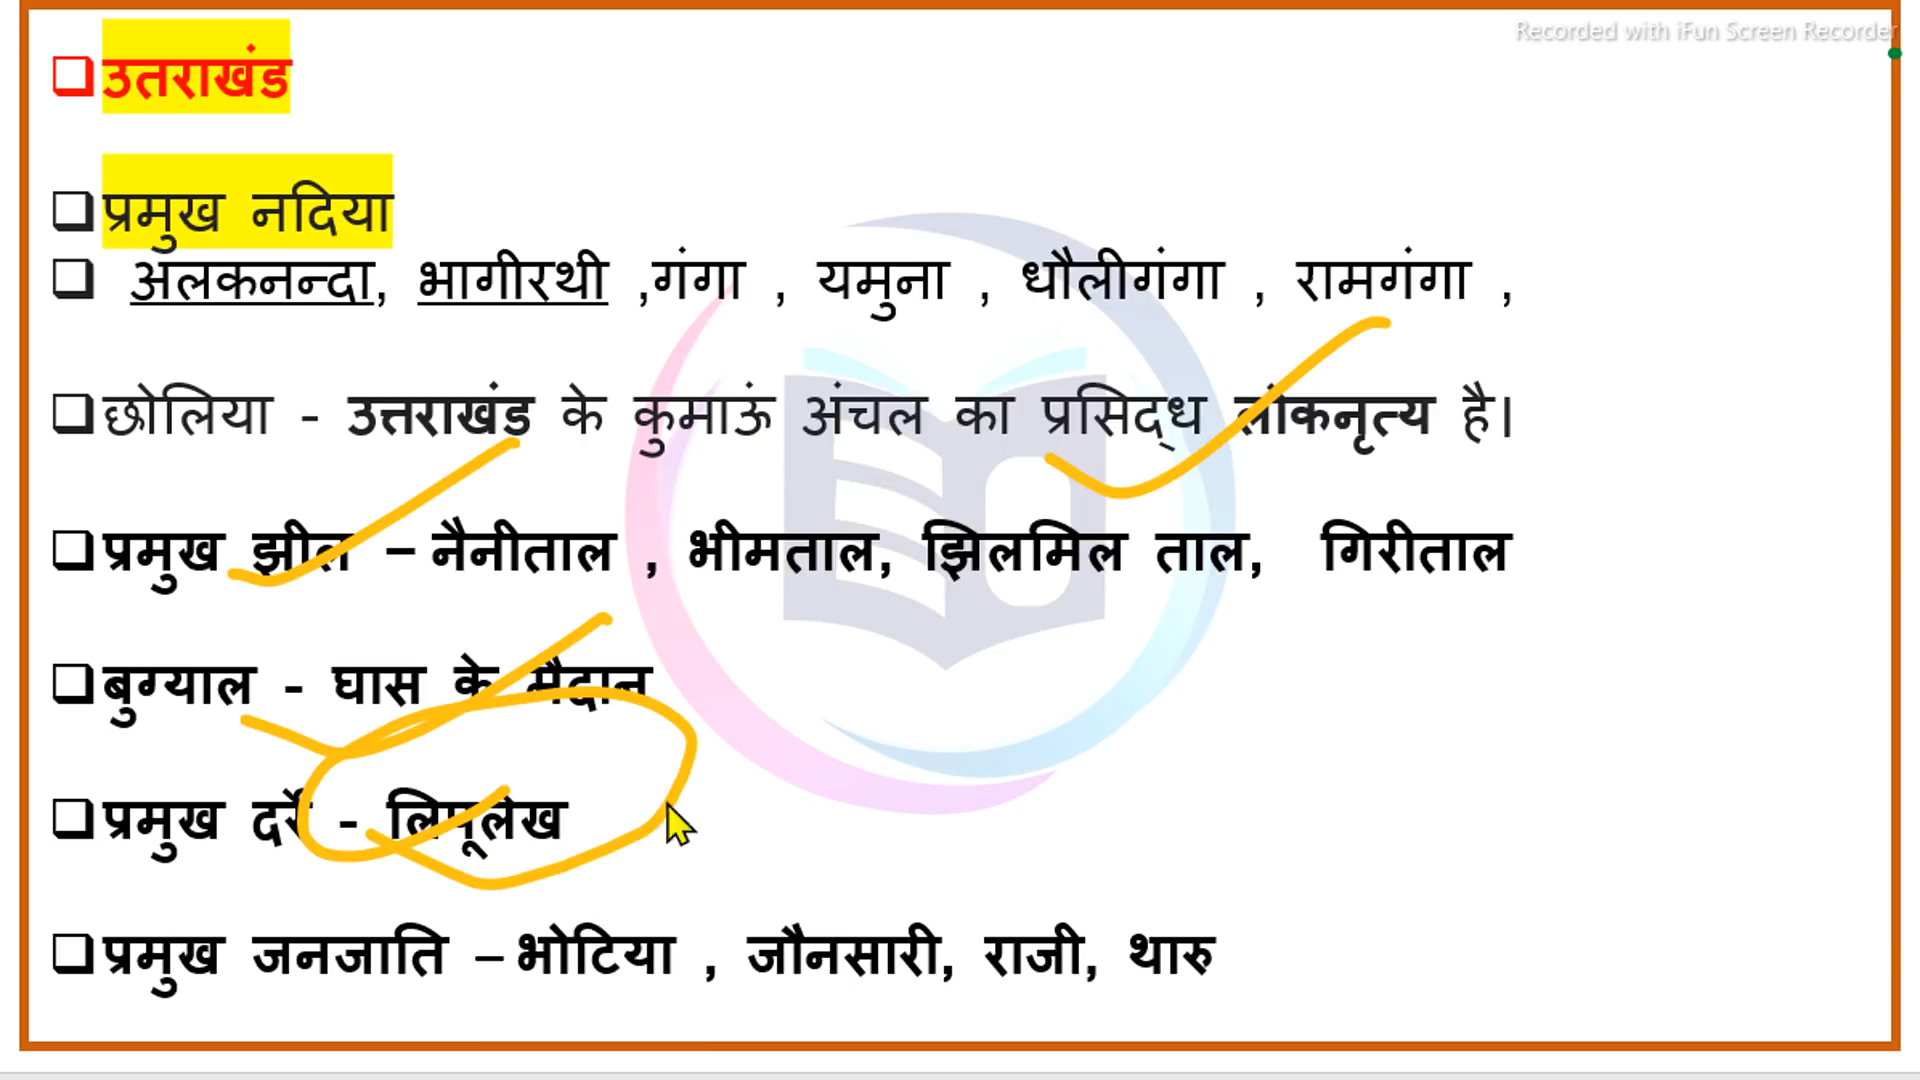 Recorded with iFun Screen Recorder
उतराखंड
प्रमुख नदिया
अलकनन्दा, भागीरथी ,गंगा , यमुना , धौलीगंगा , रामगंगा ,
छोलिया - उत्तराखंड के कुमाऊं अंचल का प्रसिद्ध लोकनृत्य है।
प्रमुख झील – नैनीताल , भीमताल, झिलमिल ताल, गिरीताल
बुग्याल - घास के मैदान
प्रमुख दर्रे - लिपूलेख
प्रमुख जनजाति – भोटिया , जौनसारी, राजी, थारु